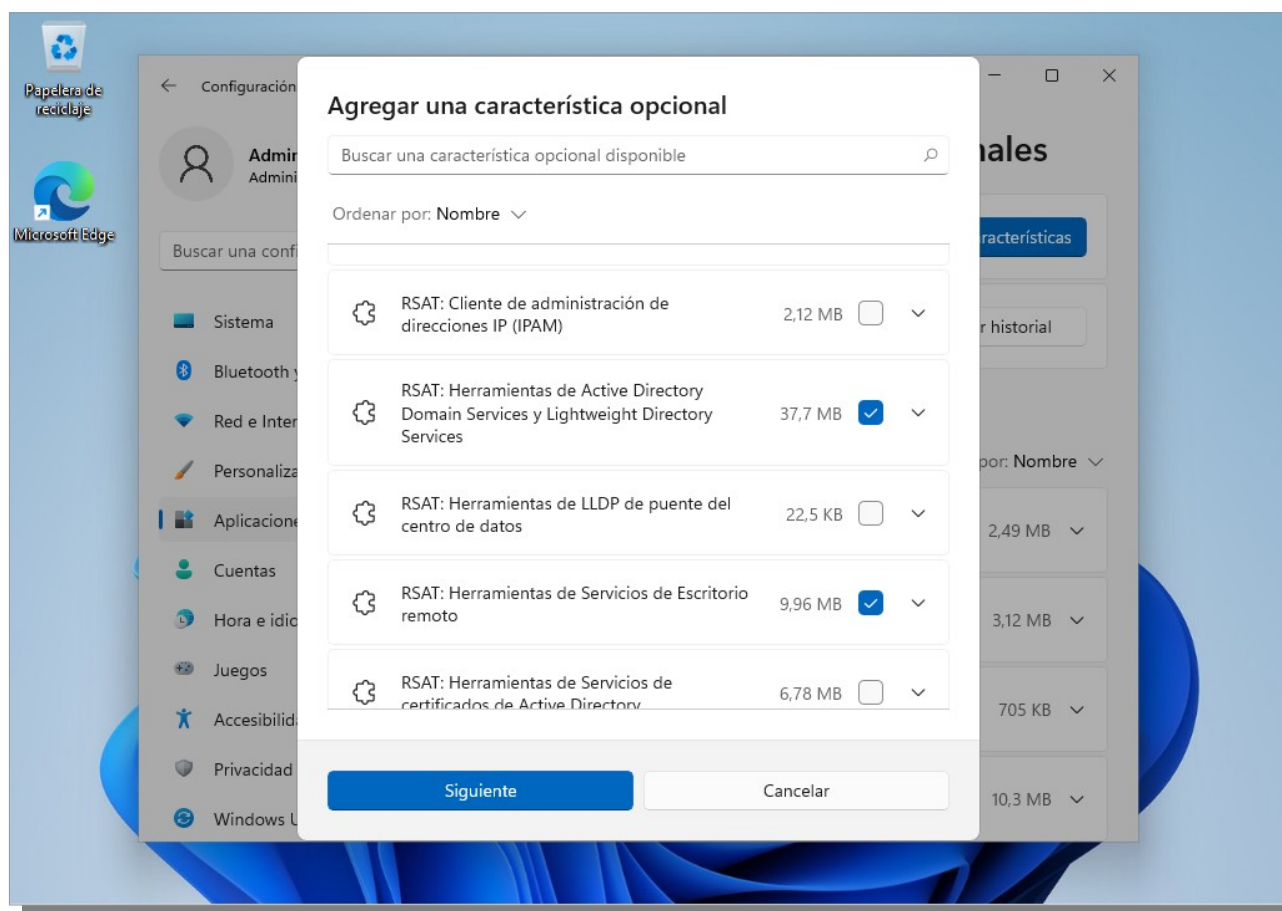 Papelera de
reciclaje
Microsoft Edge
Configuración
Buscar una confi
Sistema
Bluetooth y
Red e Inter
Aplicacione
Cuentas
Hora e idio
Juegos
Privacidad
Windows U
Agregar una característica opcional
Buscar una característica opcional disponible
Ordenar por: Nombre
RSAT: Cliente de administración de
direcciones IP (IPAM)
2,12 MB
RSAT: Herramientas de Active Directory
Domain Services y Lightweight Directory
Services
37,7 MB
RSAT: Herramientas de LLDP de puente del
centro de datos
22,5 KB
RSAT: Herramientas de Servicios de Escritorio
remoto
9,96 MB
RSAT: Herramientas de Servicios de
certificados de Active Directory
6,78 MB
Siguiente
Cancelar
nales
racterísticas
r historial
por: Nombre
2,49 MB
3,12 MB
705 KB
10,3 MB